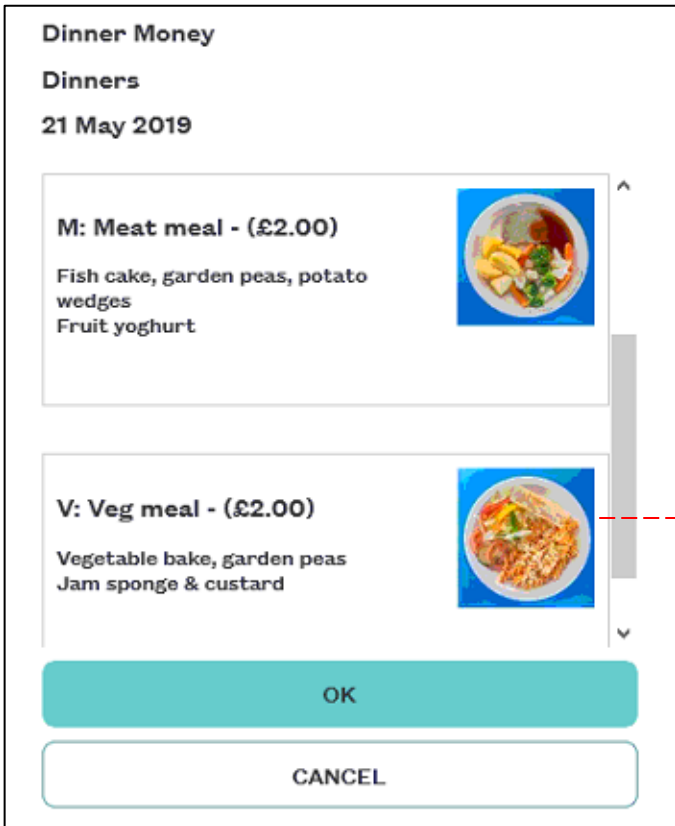 Dinner Money
Dinners
21 May 2019
M: Meat meal - (£2.00)
Fish cake, garden peas, potato
wedges
Fruit yoghurt
V: Veg meal - (£2.00)
Vegetable bake, garden peas
Jam sponge & custard
OK
CANCEL